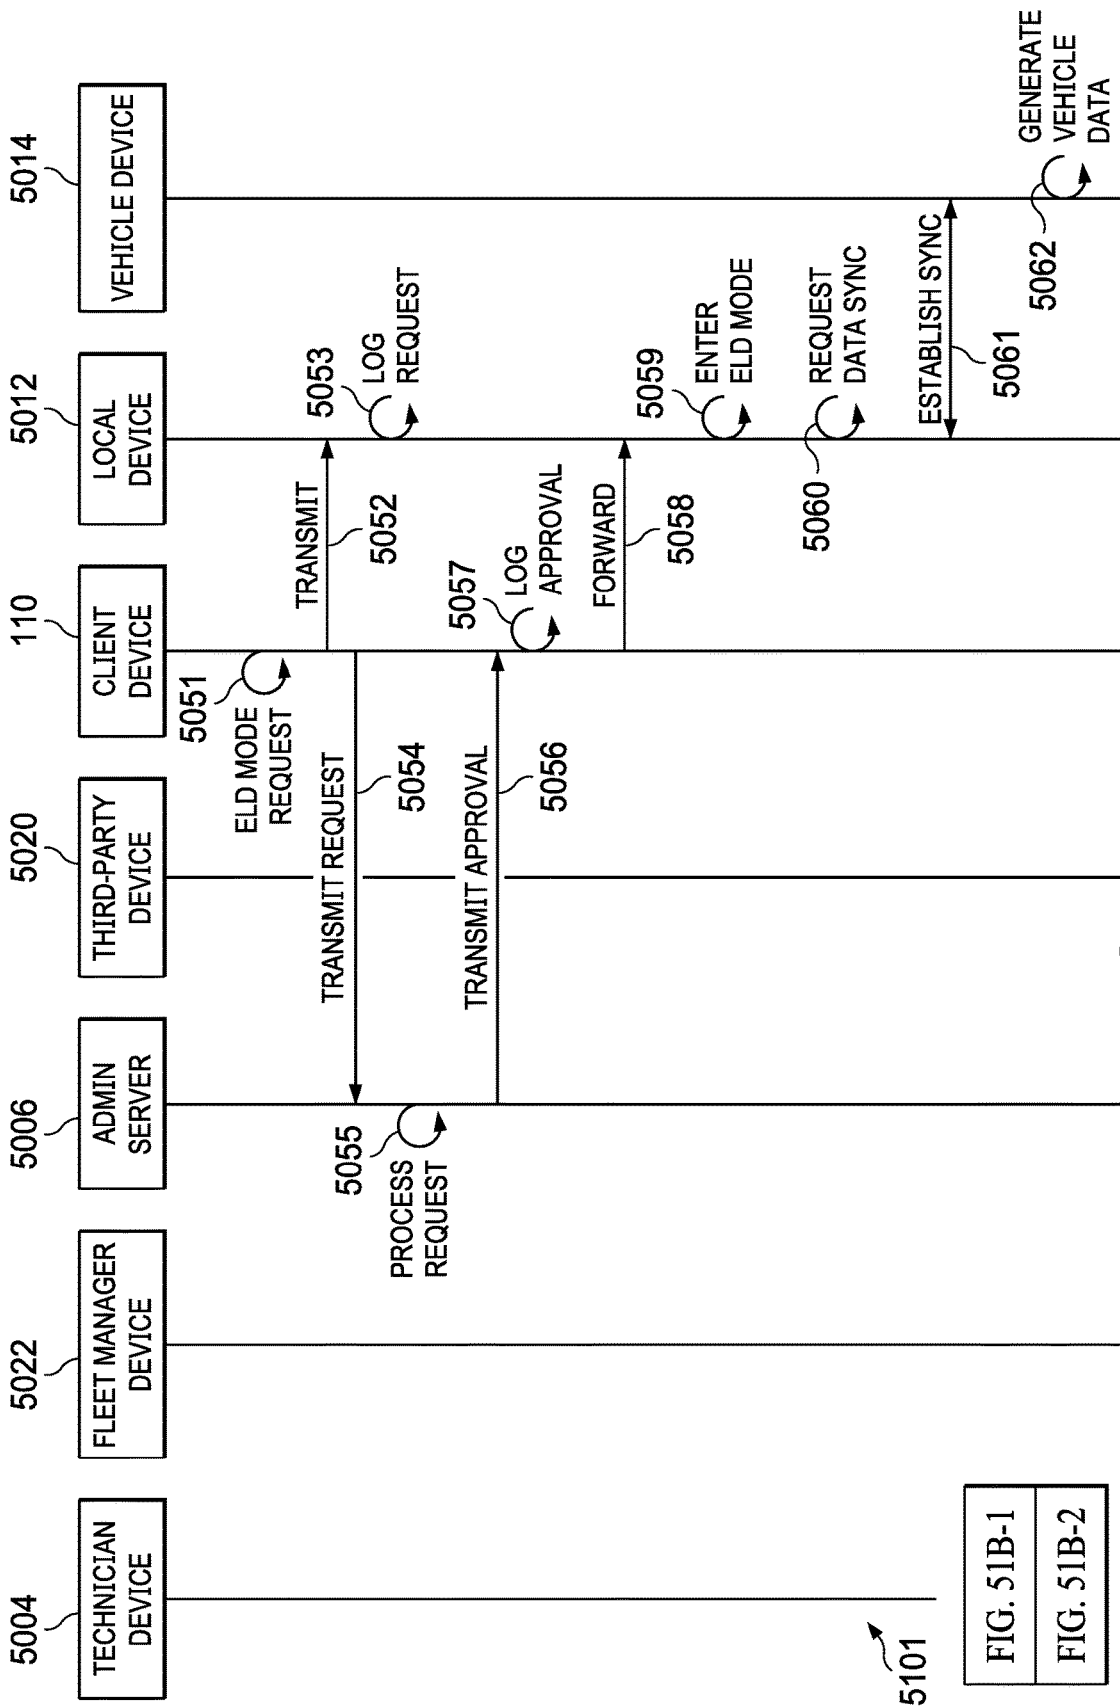 5004
TECHNICIAN
DEVICE
5022
FLEET MANAGER
DEVICE
5006
ADMIN
SERVER
5020
THIRD-PARTY
DEVICE
110
CLIENT
DEVICE
5012
LOCAL
DEVICE
5014
VEHICLE DEVICE
5051
ELD MODE
REQUEST
TRANSMIT
5052
5053
LOG
REQUEST
TRANSMIT REQUEST
5054
5055
PROCESS
REQUEST
TRANSMIT APPROVAL
5056
5057
LOG
APPROVAL
FORWARD
5058
5059
ENTER
ELD MODE
5060
REQUEST
DATA SYNC
ESTABLISH SYNC
5061
5062
GENERATE
VEHICLE
DATA
5101
FIG. 51B-1
FIG. 51B-2